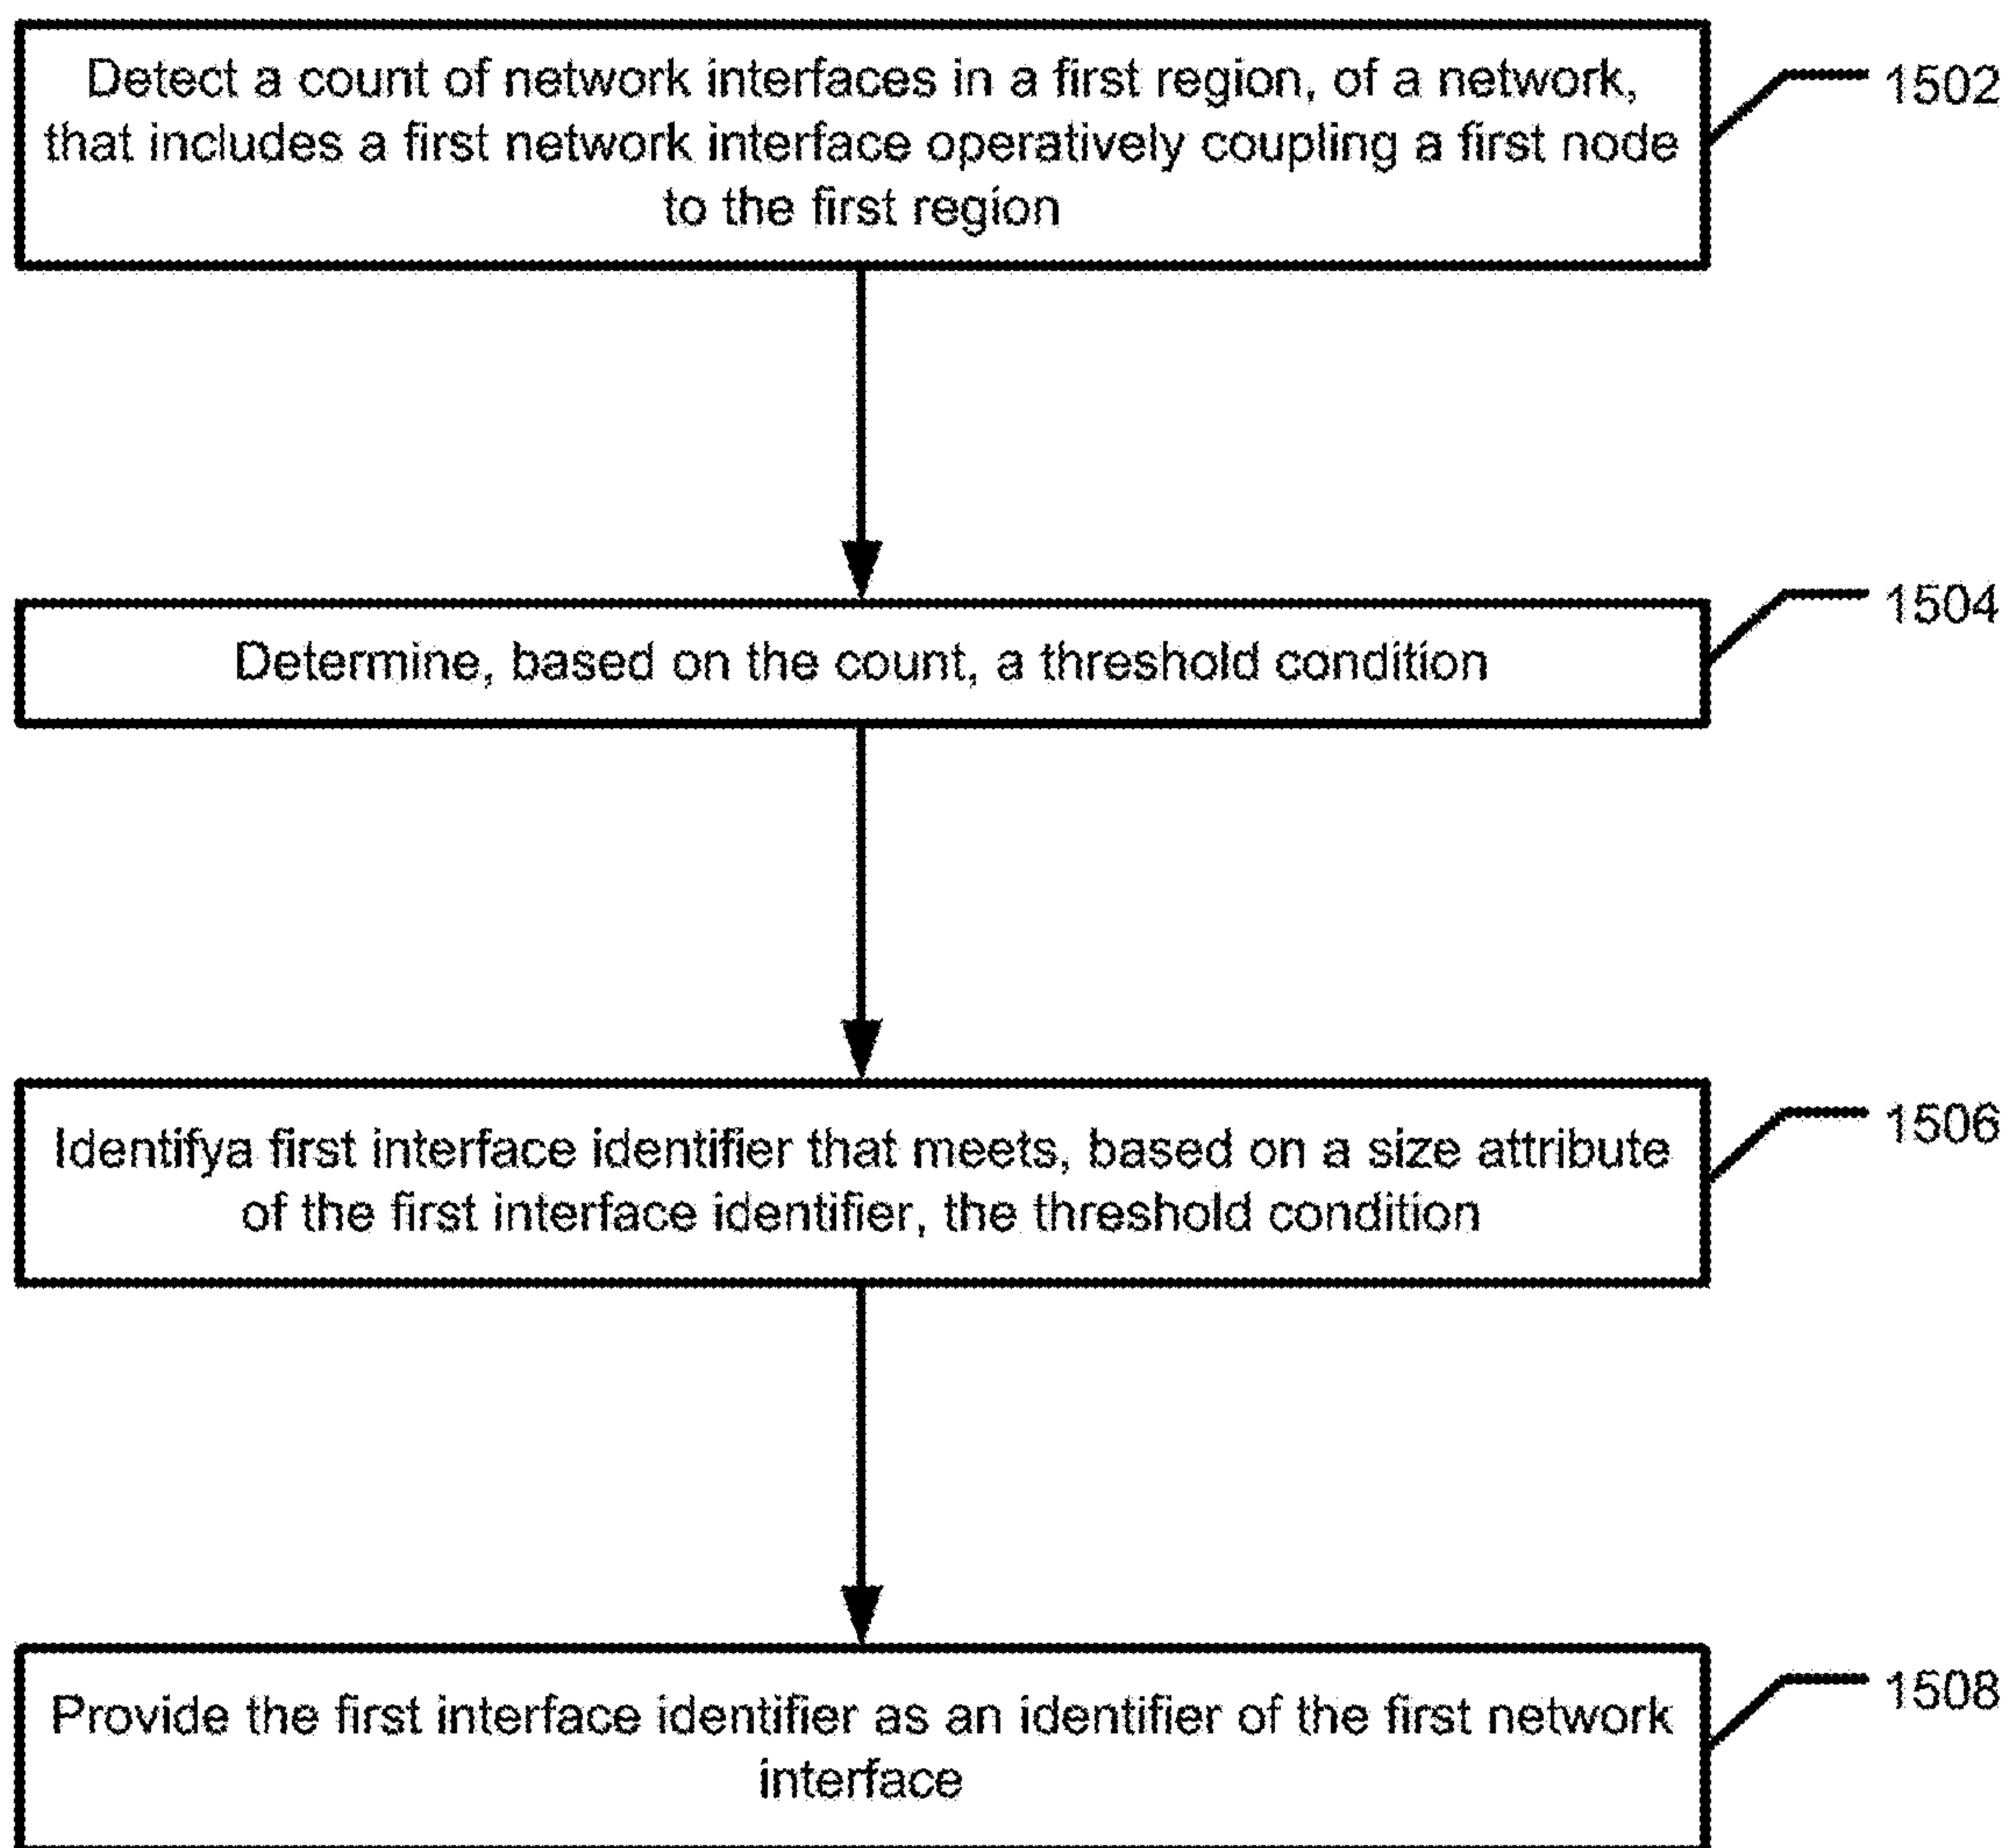 Detect a count of network interfaces in a first region, of a network,
that includes a first network interface operatively coupling a first node
to the first region
1502
Determine, based on the count, a threshold condition
1504
Identifya first interface identifier that meets, based on a size attribute
of the first interface identifier, the threshold condition
1506
Provide the first interface identifier as an identifier of the first network
interface
1508